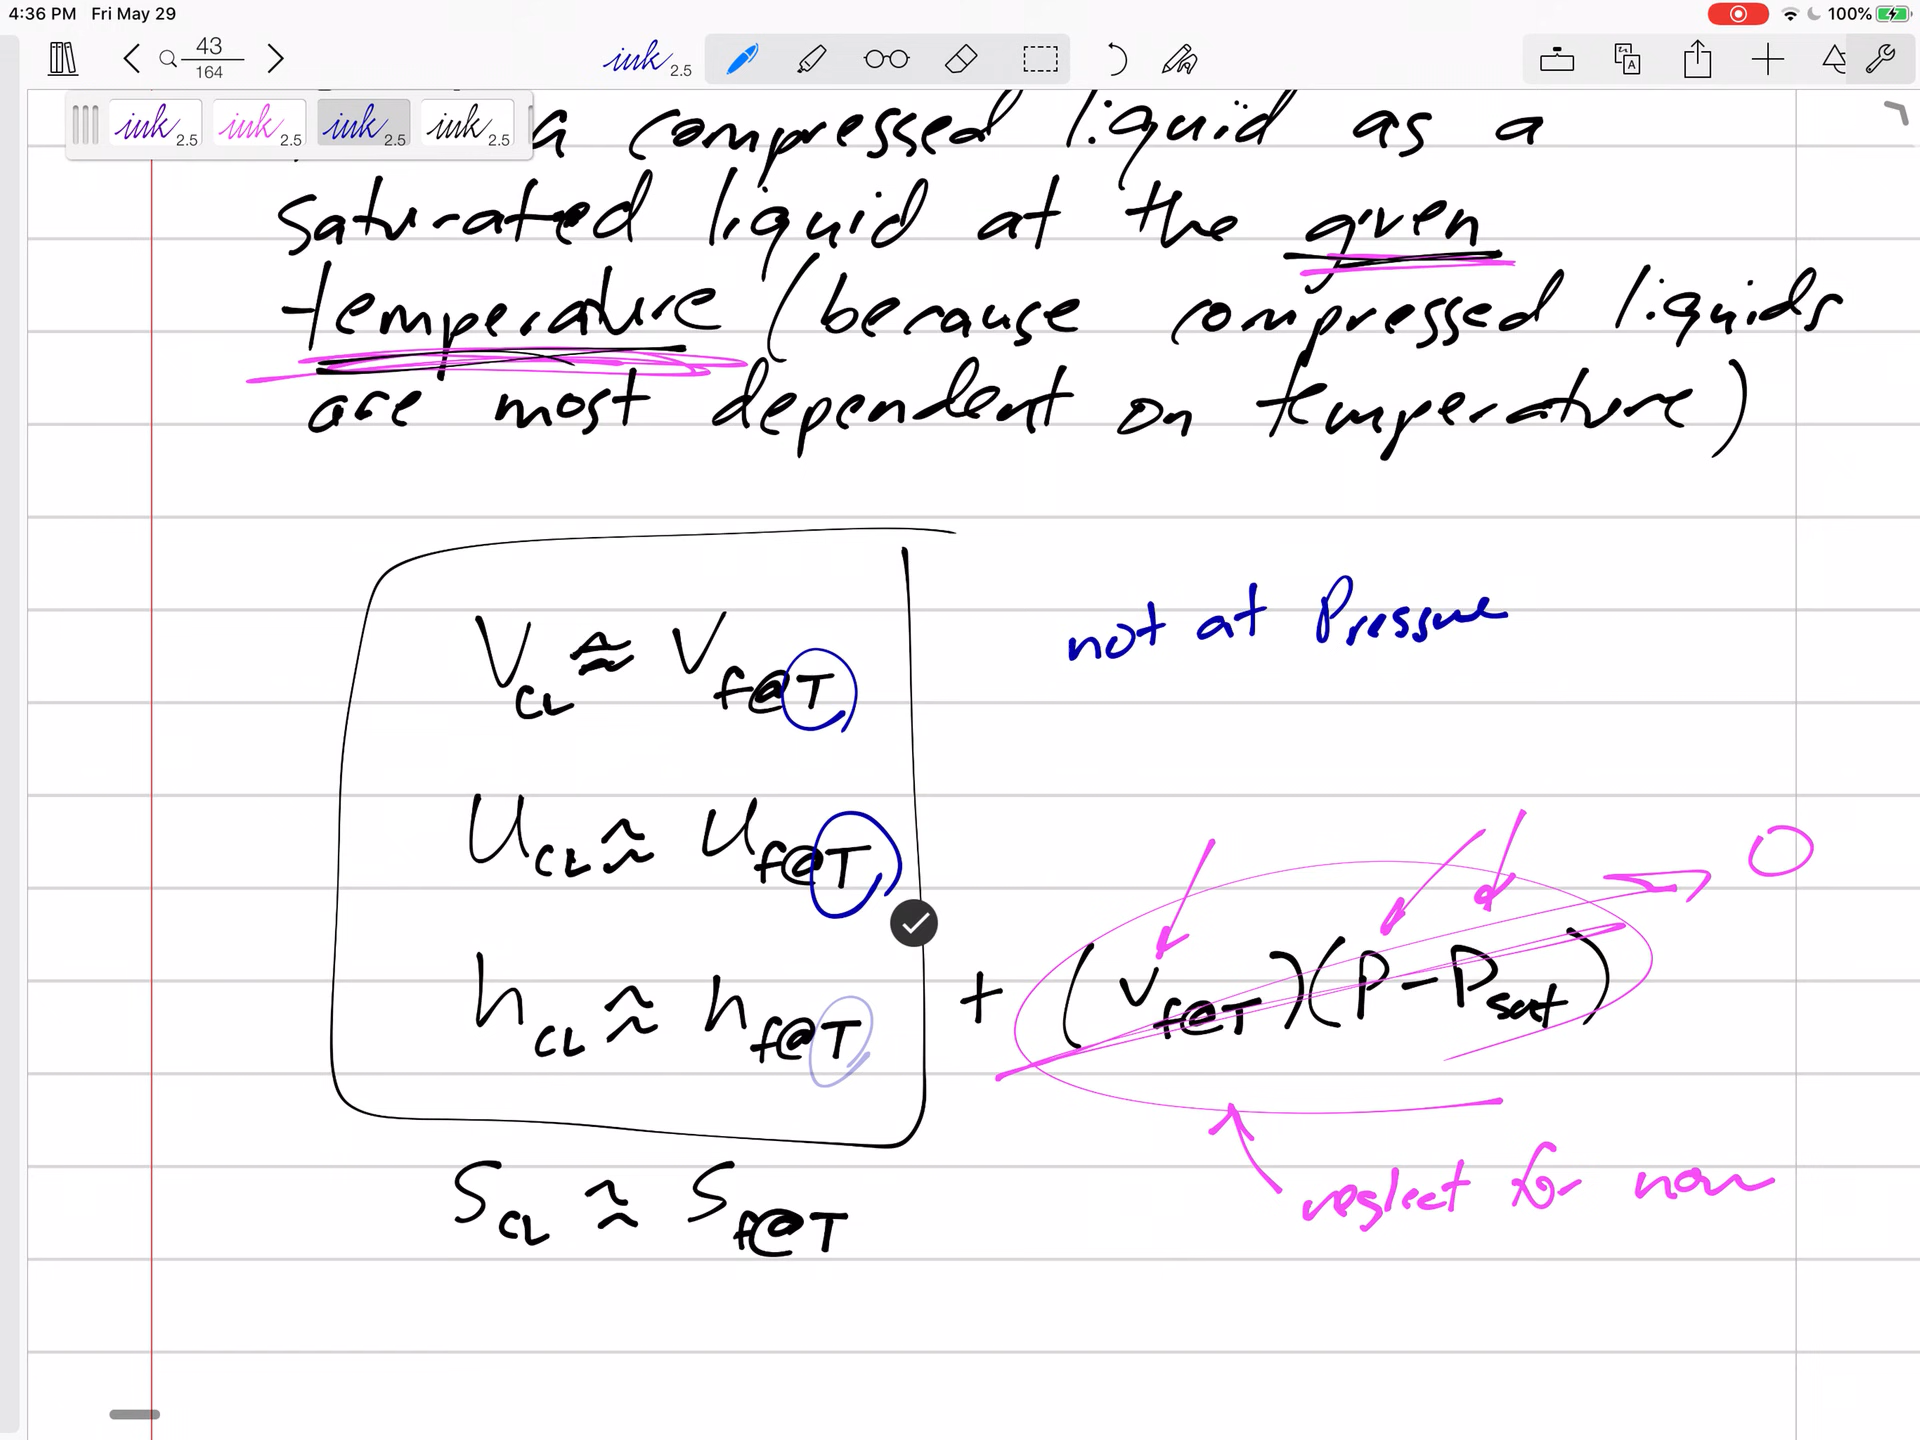 4:36 PM Fri May 29
100%
43
164
ink 2.5
ink 2.5 ink 2.5 ink 2.5 ink 2.5
a compressed liquid as a
saturated liquid at the given
temperature (because compressed liquids
are most dependent on temperature)
not at Pressure
V_CL ≈ V_f@T
U_CL ≈ U_f@T
0
h_CL ≈ h_f@T + (v_f@T)(P-P_sat)
neglect for now
S_CL ≈ S_f@T